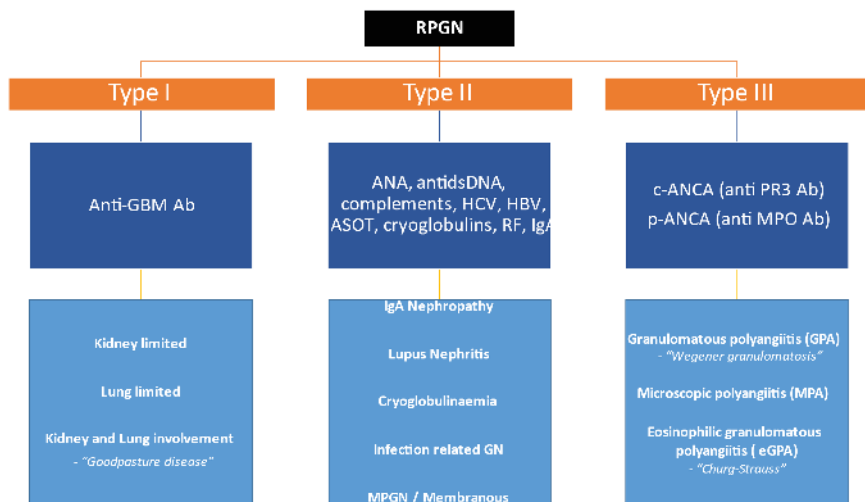 RPGN
Type I
Type II
Type III
Anti-GBM Ab
ANA, antidsDNA,
complements, HCV, HBV,
ASOT, cryoglobulins, RF, IgA
c-ANCA (anti PR3 Ab)
p-ANCA (anti MPO Ab)
Kidney limited
Lung limited
Kidney and Lung involvement
- "Goodpasture disease"
IgA Nephropathy
Lupus Nephritis
Cryoglobulinaemia
Infection related GN
MPGN / Membranous
Granulomatous polyangiitis (GPA)
- "Wegener granulomatosis"
Microscopic polyangiitis (MPA)
Eosinophilic granulomatous
polyangiitis ( eGPA)
- "Churg-Strauss"